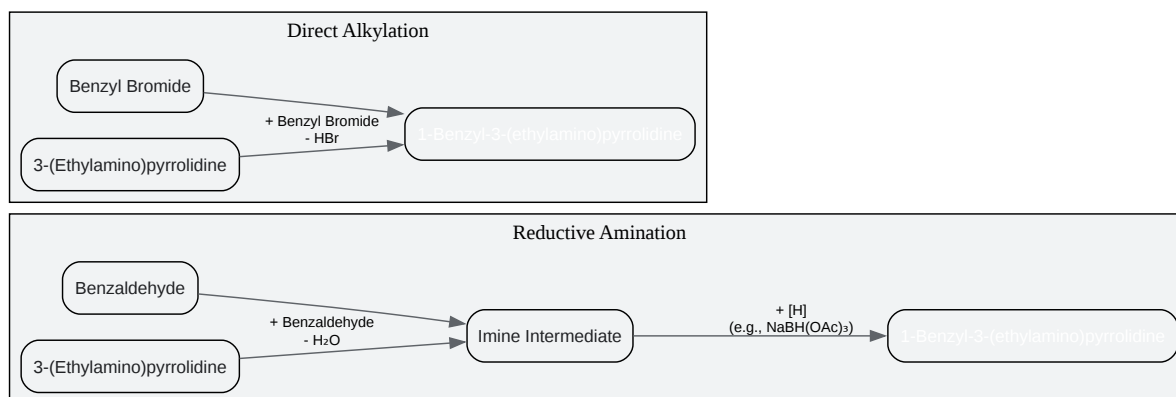 Direct Alkylation
Benzyl Bromide
+ Benzyl Bromide
- HBr
1-Benzyl-3-(ethylamino)pyrrolidine
3-(Ethylamino)pyrrolidine
Reductive Amination
Benzaldehyde
+ Benzaldehyde
- H₂O
3-(Ethylamino)pyrrolidine
Imine Intermediate
+ [H]
(e.g., NaBH(OAc)₃)
1-Benzyl-3-(ethylamino)pyrrolidine